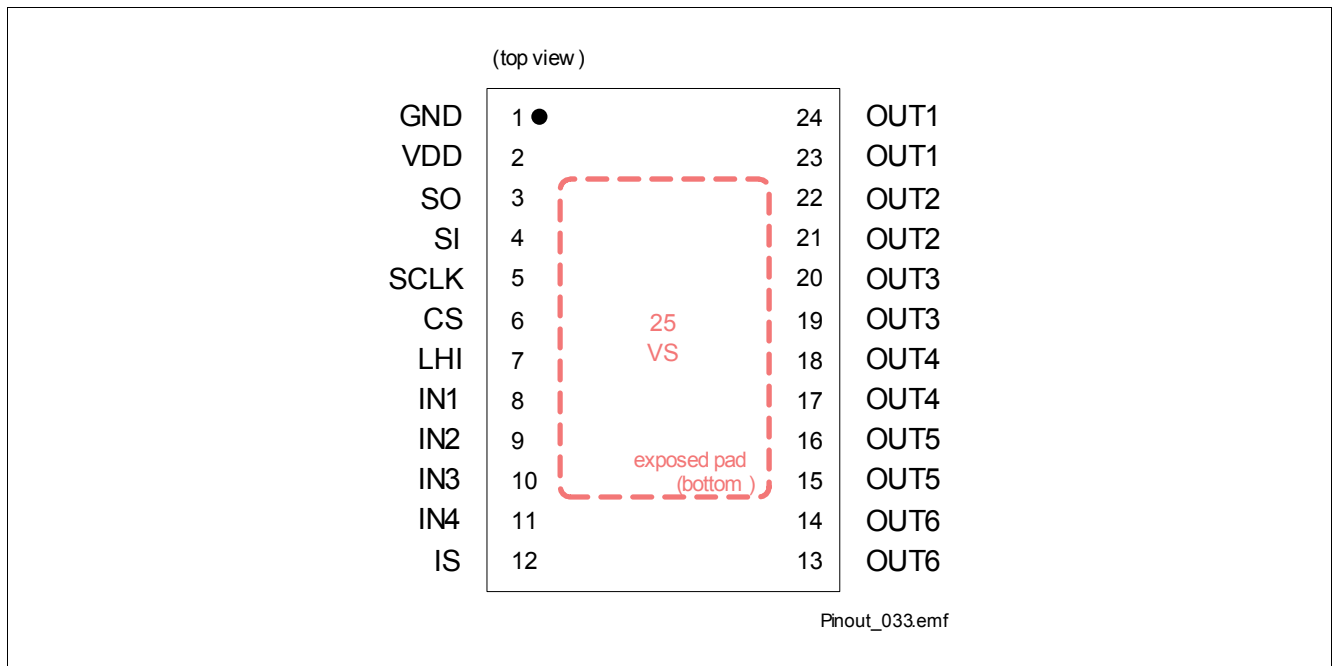 (top view )
GND 1 24 OUT1
VDD 2 23 OUT1
SO 3 22 OUT2
SI 4 21 OUT2
SCLK 5 20 OUT3
CS 6 25 19 OUT3
VS
LHI 7 18 OUT4
IN1 8 17 OUT4
IN2 9 16 OUT5
exposed pad
IN3 10 (bottom ) 15 OUT5
IN4 11 14 OUT6
IS 12 13 OUT6
Pinout_033.emf